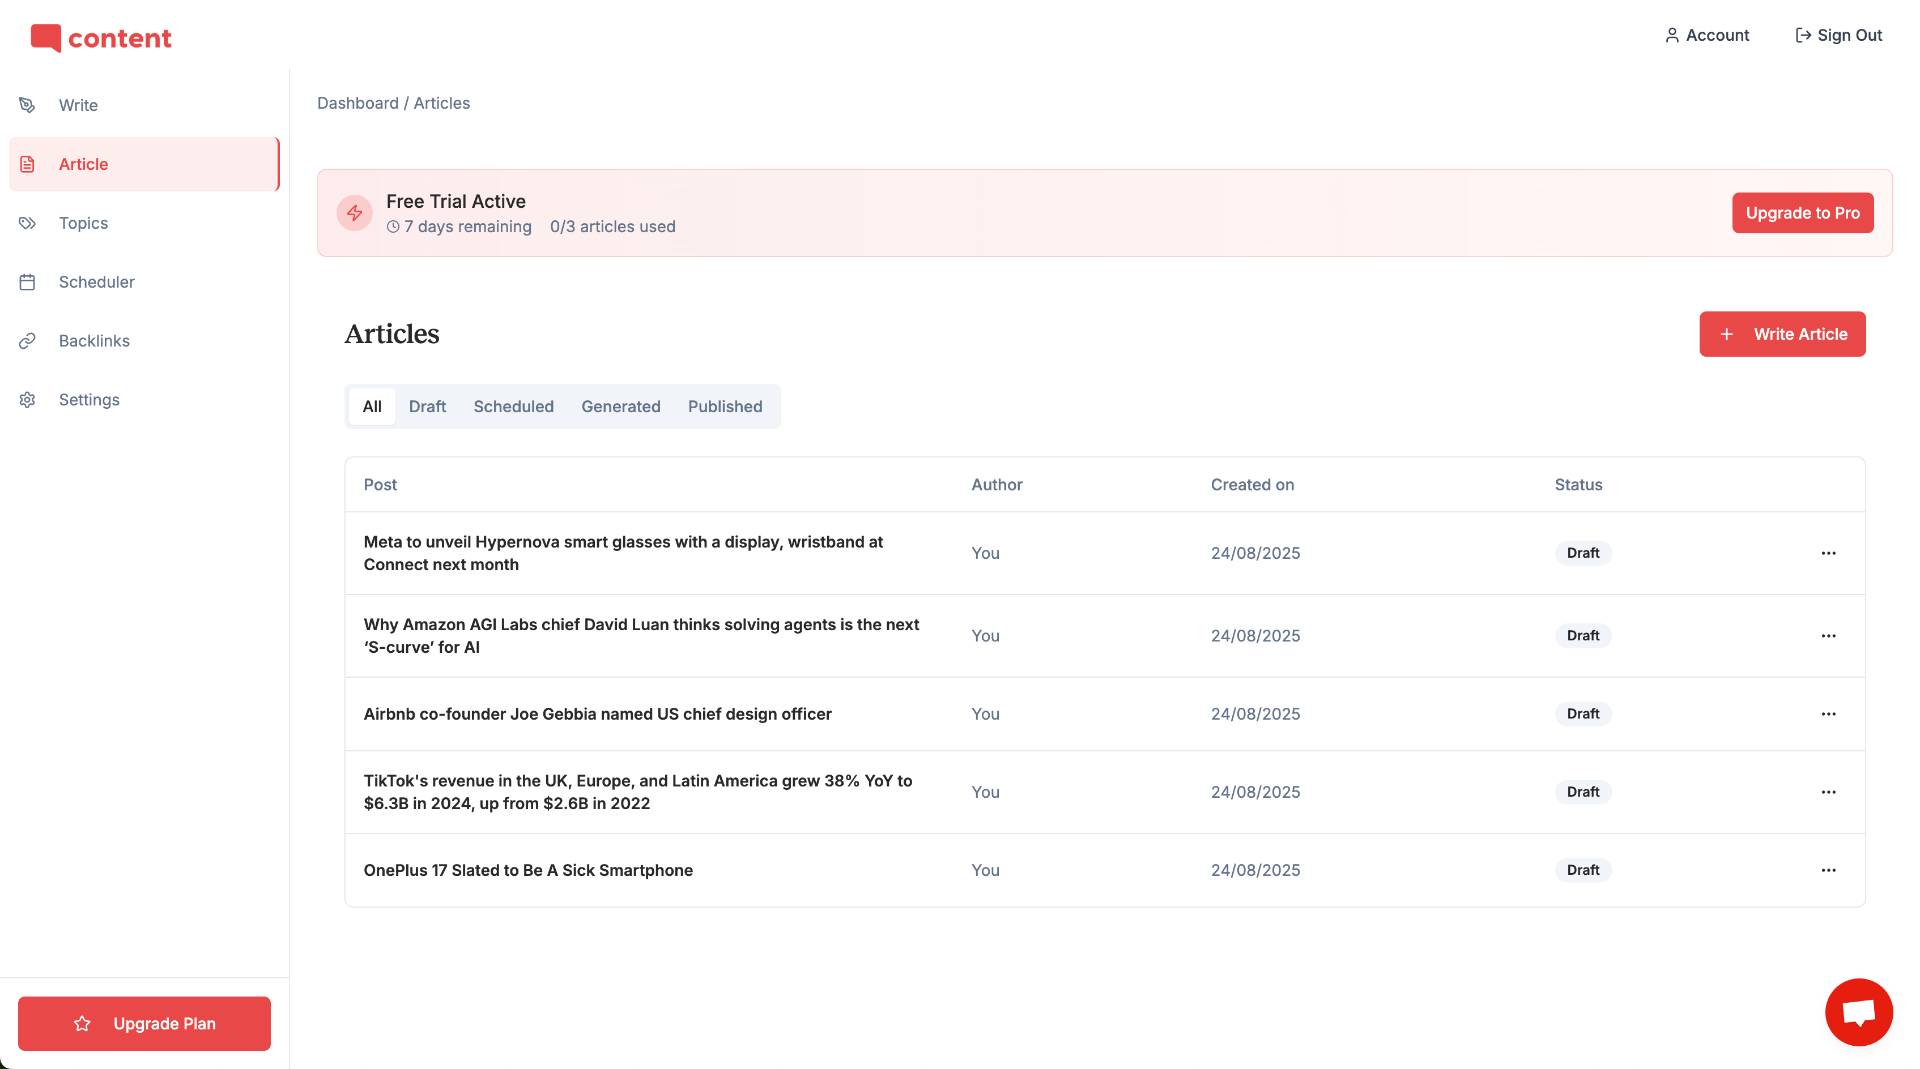 content
Account
Sign Out
Write
Article
Topics
Scheduler
Backlinks
Settings
Upgrade Plan
Dashboard / Articles
Free Trial Active
7 days remaining 0/3 articles used
Upgrade to Pro
Articles
Write Article
All Draft Scheduled Generated Published
Post Author Created on Status
Meta to unveil Hypernova smart glasses with a display, wristband at
Connect next month
You 24/08/2025 Draft
Why Amazon AGI Labs chief David Luan thinks solving agents is the next
‘S-curve’ for AI
You 24/08/2025 Draft
Airbnb co-founder Joe Gebbia named US chief design officer
You 24/08/2025 Draft
TikTok's revenue in the UK, Europe, and Latin America grew 38% YoY to
$6.3B in 2024, up from $2.6B in 2022
You 24/08/2025 Draft
OnePlus 17 Slated to Be A Sick Smartphone
You 24/08/2025 Draft